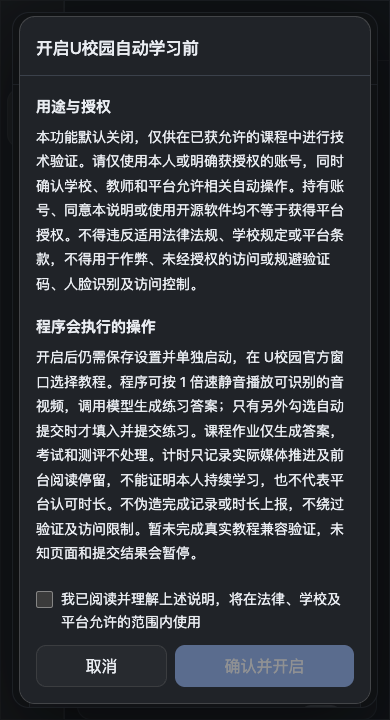 开启U校园自动学习前
用途与授权
本功能默认关闭，仅供在已获允许的课程中进行技
术验证。请仅使用本人或明确获授权的账号，同时
确认学校、教师和平台允许相关自动操作。持有账
号、同意本说明或使用开源软件均不等于获得平台
授权。不得违反适用法律法规、学校规定或平台条
款，不得用于作弊、未经授权的访问或规避验证
码、人脸识别及访问控制。
程序会执行的操作
开启后仍需保存设置并单独启动，在 U校园官方窗
口选择教程。程序可按 1 倍速静音播放可识别的音
视频，调用模型生成练习答案；只有另外勾选自动
提交时才填入并提交练习。课程作业仅生成答案，
考试和测评不处理。计时只记录实际媒体推进及前
台阅读停留，不能证明本人持续学习，也不代表平
台认可时长。不伪造完成记录或时长上报，不绕过
验证及访问限制。暂未完成真实教程兼容验证，未
知页面和提交结果会暂停。
我已阅读并理解上述说明，将在法律、学校及
平台允许的范围内使用
取消
确认并开启